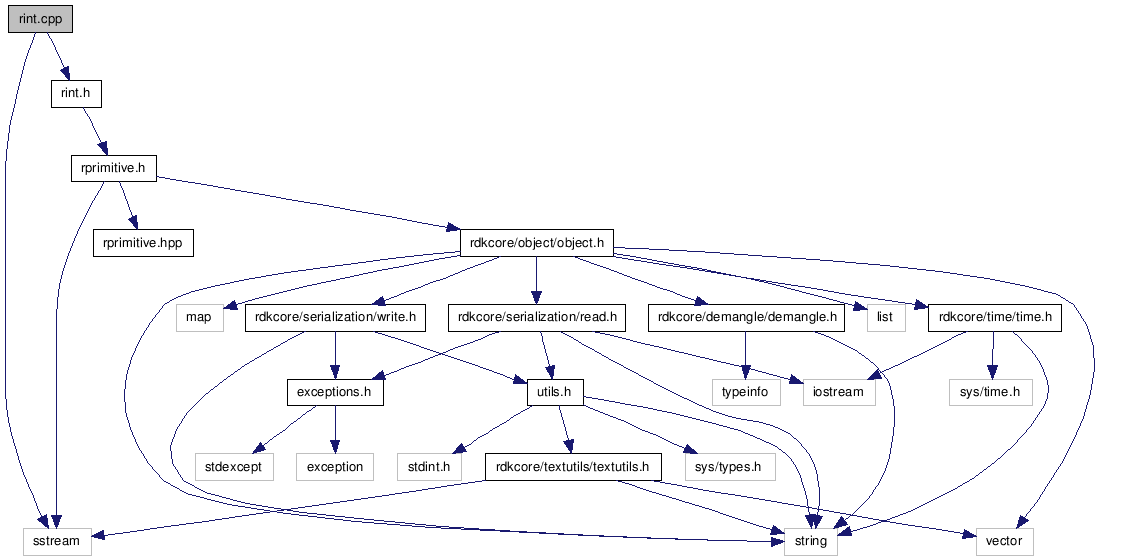 rint.cpp
rint.h
rprimitive.h
rprimitive.hpp
rdkcore/object/object.h
map
rdkcore/serialization/write.h
rdkcore/serialization/read.h
rdkcore/demangle/demangle.h
list
rdkcore/time/time.h
exceptions.h
utils.h
typeinfo
iostream
sys/time.h
stdexcept
exception
stdint.h
rdkcore/textutils/textutils.h
sys/types.h
sstream
string
vector